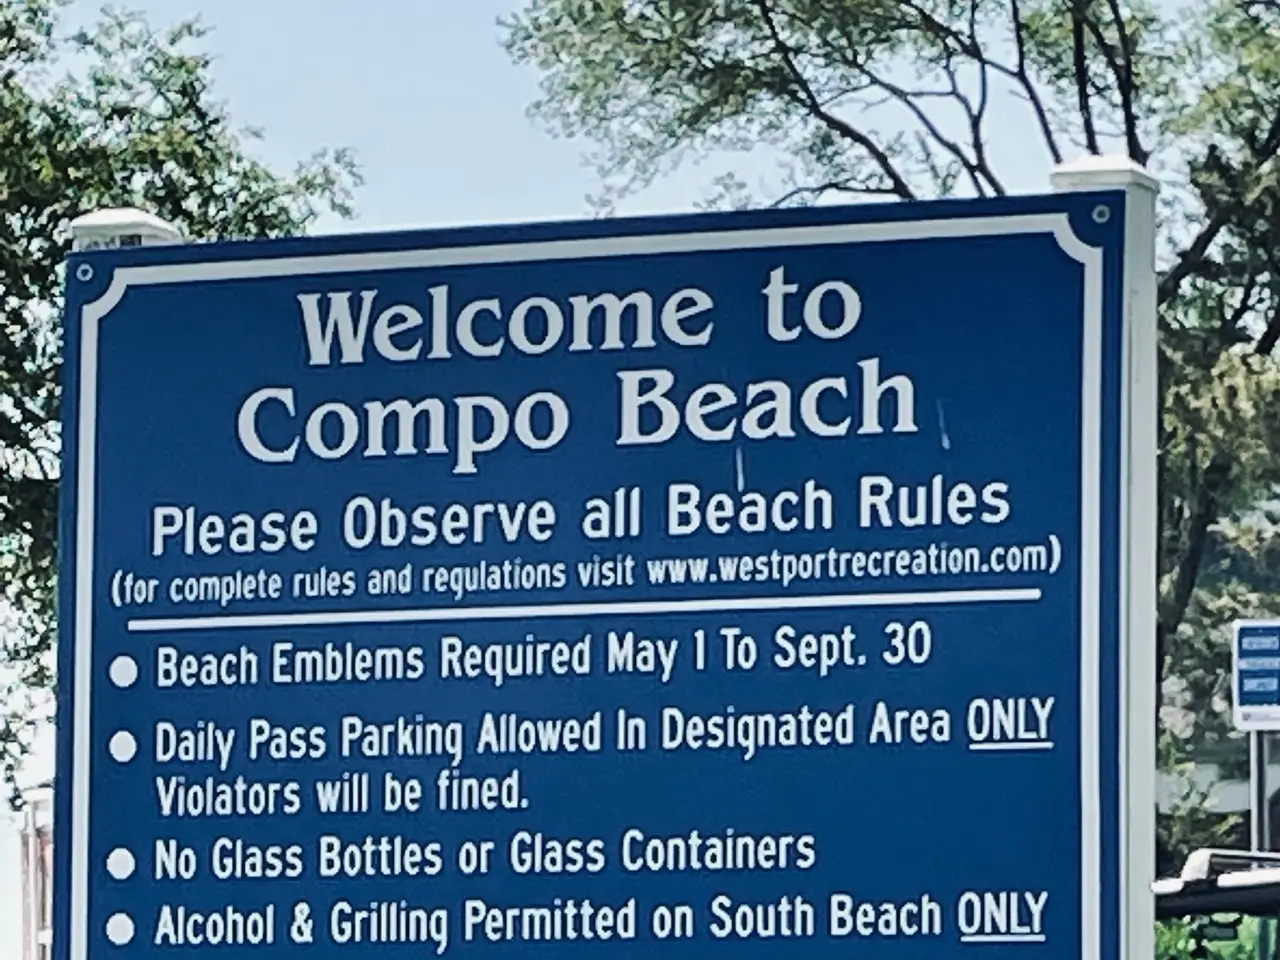 Welcome to
Compo Beach
Please Observe all Beach Rules
(for complete rules and regulations visit www.westportrecreation.com)
● Beach Emblems Required May 1 To Sept. 30
● Daily Pass Parking Allowed In Designated Area ONLY
Violators will be fined.
● No Glass Bottles or Glass Containers
● Alcohol & Grilling Permitted on South Beach ONLY